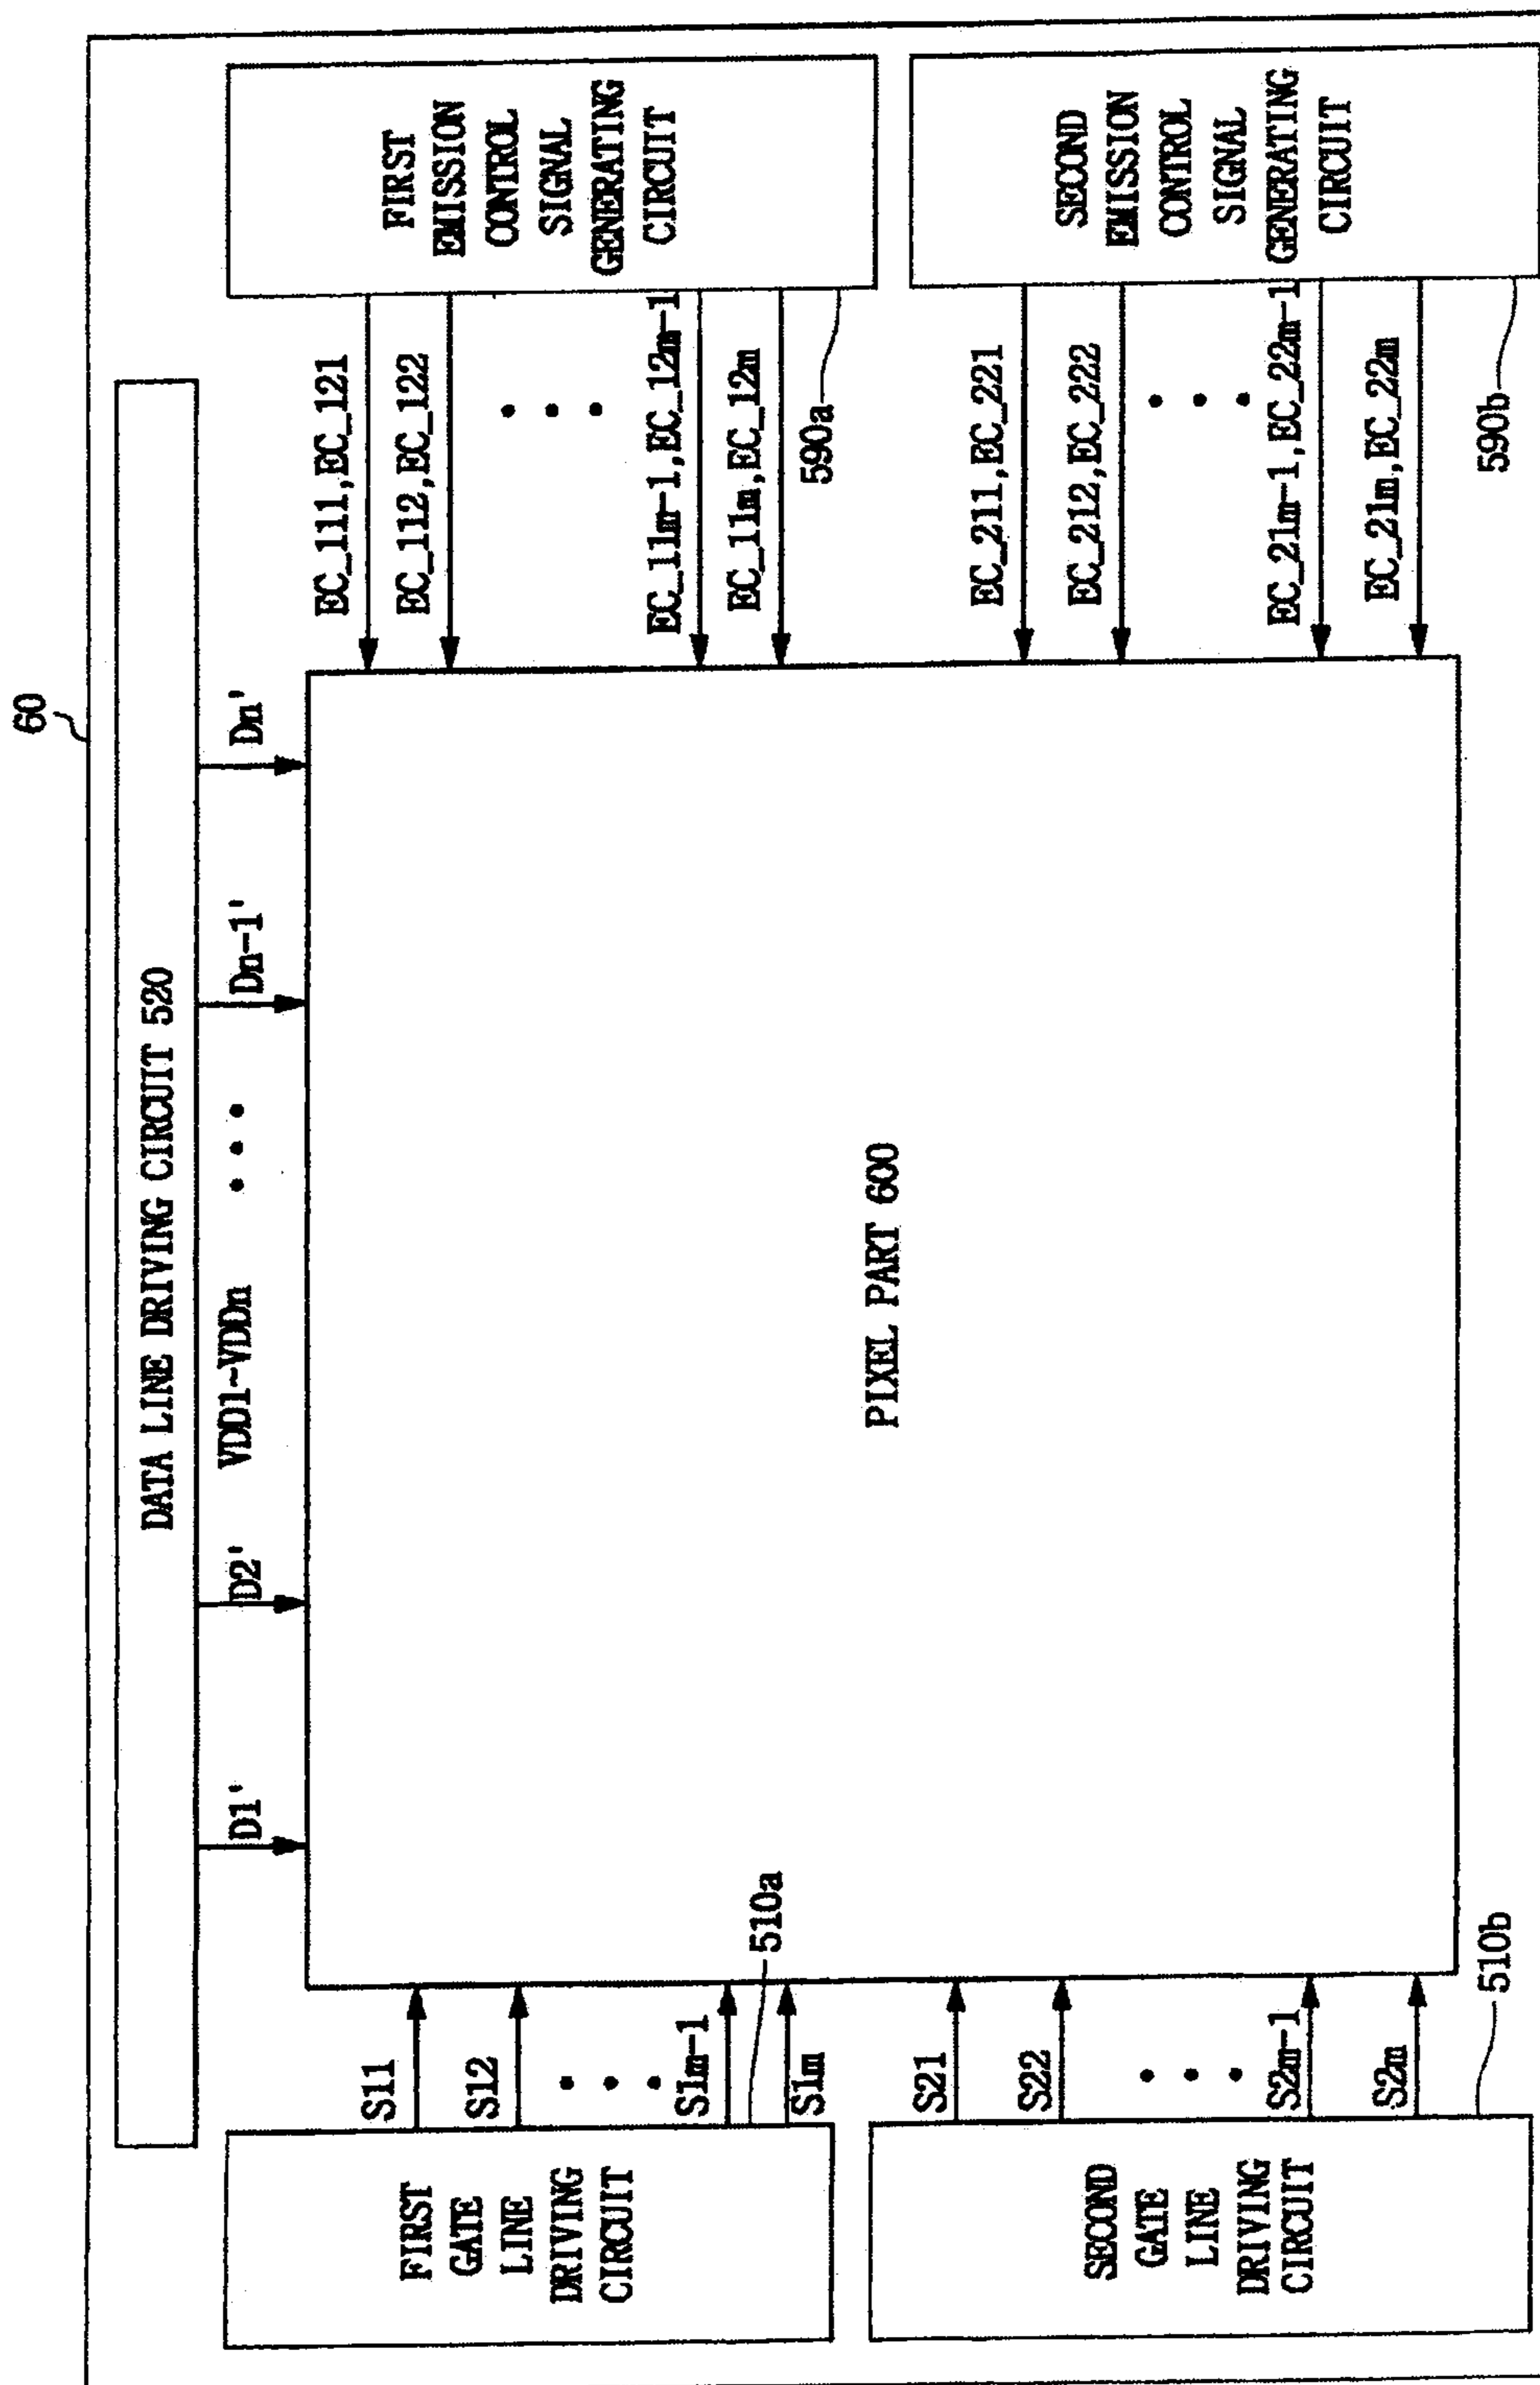 60
DATA LINE DRIVING CIRCUIT 520
D1'
D2'
VDD1~VDDn
Dn-1'
Dn'
FIRST
GATE
LINE
DRIVING
CIRCUIT
S11
S12
S1m-1
S1m
510a
SECOND
GATE
LINE
DRIVING
CIRCUIT
S21
S22
S2m-1
S2m
510b
PIXEL PART 600
EC_111,EC_121
EC_112,EC_122
EC_11m-1,EC_12m-1
EC_11m,EC_12m
590a
FIRST
EMISSION
CONTROL
SIGNAL
GENERATING
CIRCUIT
EC_211,EC_221
EC_212,EC_222
EC_21m-1,EC_22m-1
EC_21m,EC_22m
590b
SECOND
EMISSION
CONTROL
SIGNAL
GENERATING
CIRCUIT